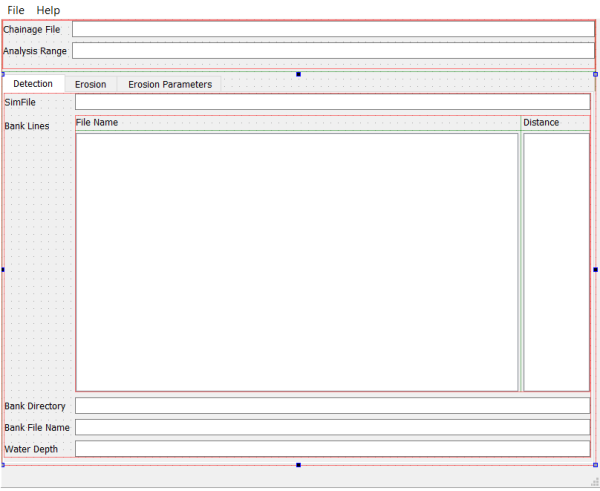 File Help
Chainage File
Analysis Range
Detection Erosion Erosion Parameters
SimFile
Bank Lines File Name Distance
Bank Directory
Bank File Name
Water Depth